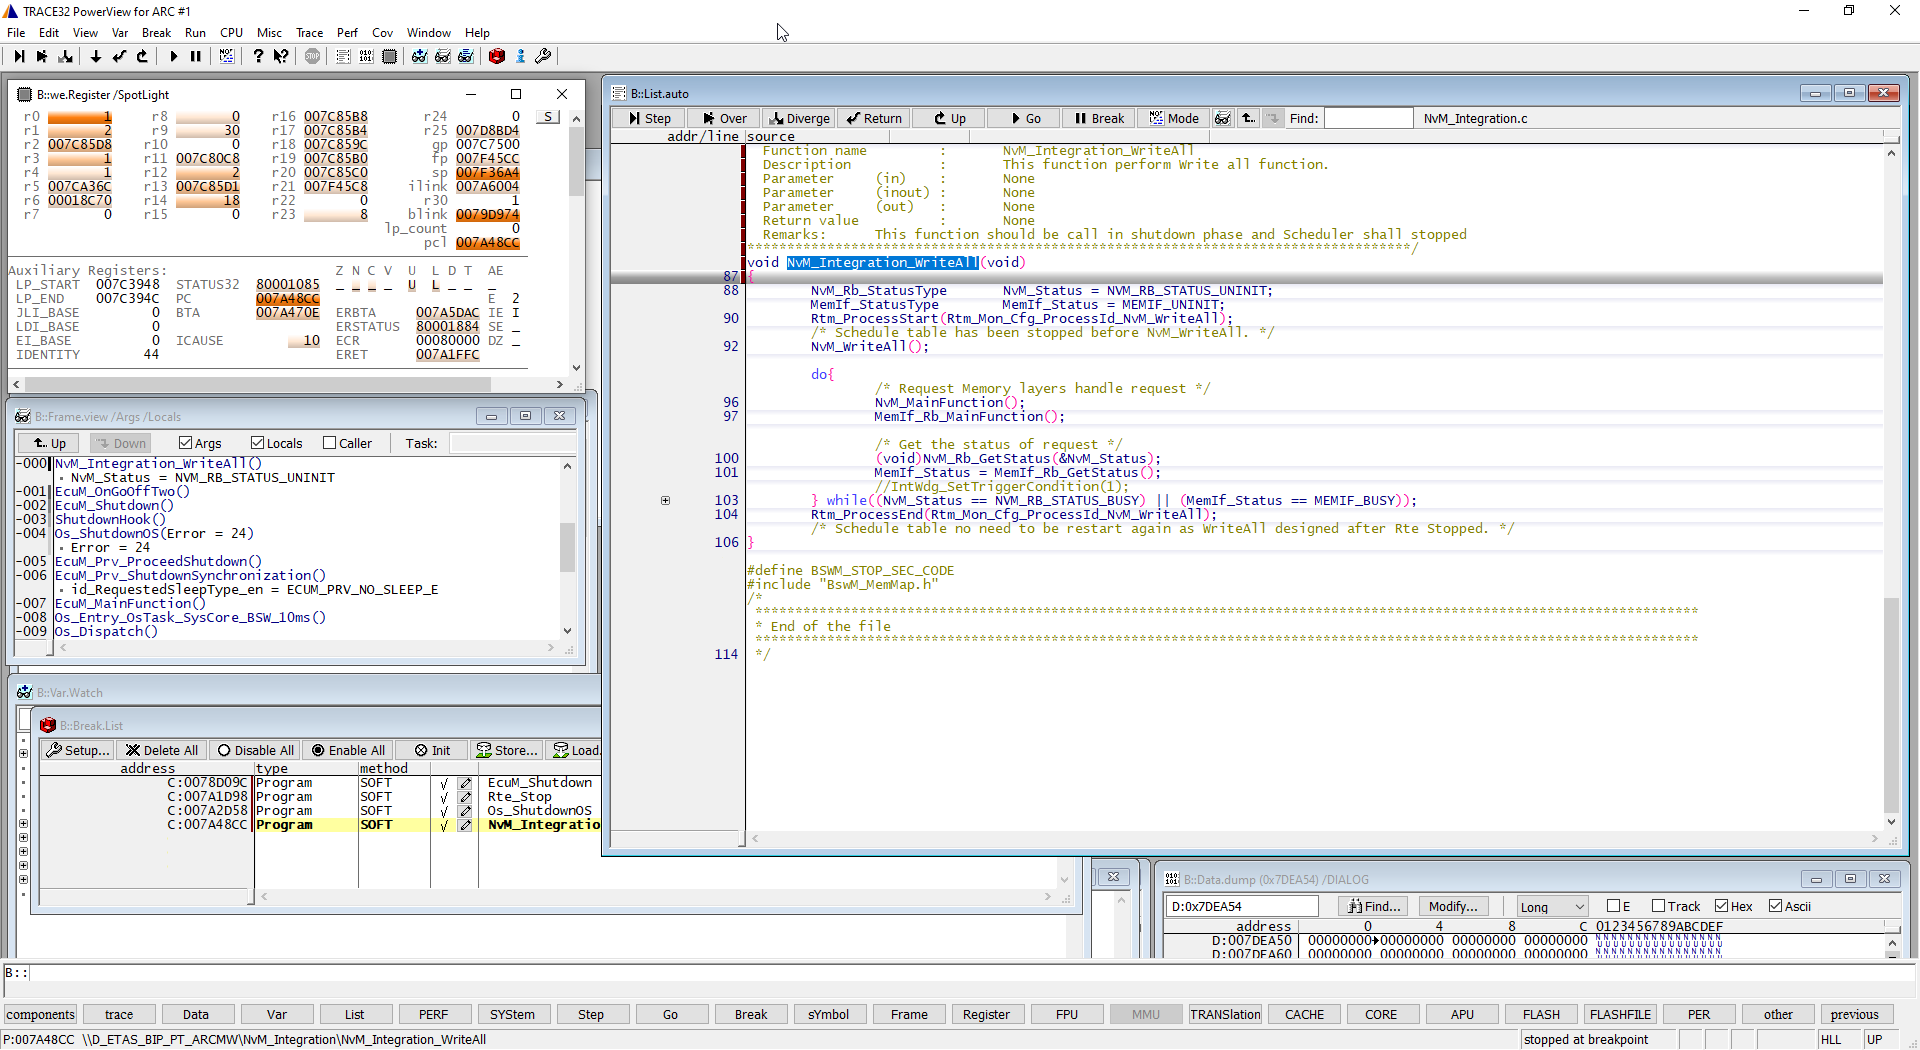 TRACE32 PowerView for ARC #1
File Edit View Var Break Run CPU Misc Trace Perf Cov Window Help
B::we.Register /SpotLight
r0 1 r8 0 r16 007C85B8 r24 0 S
r1 2 r9 30 r17 007C85B4 r25 007D8BD4
r2 007C85D8 r10 0 r18 007C859C gp 007C7500
r3 1 r11 007C80C8 r19 007C85B0 fp 007F45CC
r4 1 r12 2 r20 007C85C0 sp 007F36A4
r5 007CA36C r13 007C85D1 r21 007F45C8 ilink 007A6004
r6 00018C70 r14 18 r22 0 r30 1
r7 0 r15 0 r23 8 blink 0079D974
lp_count 0
pcl 007A48CC
Auxiliary Registers: Z N C V U L D T AE
LP_START 007C3948 STATUS32 80001085 _ _ _ _ U L _ _ _
LP_END 007C394C PC 007A48CC E 2
JLI_BASE 0 BTA 007A470E ERBTA 007A5DAC IE I
LDI_BASE 0 ERSTATUS 80001884 SE _
EI_BASE 0 ICAUSE 10 ECR 00080000 DZ _
IDENTITY 44 ERET 007A1FFC
B::Frame.view /Args /Locals
Up Down Args Locals Caller Task:
-000 NvM_Integration_WriteAll()
NvM_Status = NVM_RB_STATUS_UNINIT
-001 EcuM_OnGoOffTwo()
-002 EcuM_Shutdown()
-003 ShutdownHook()
-004 Os_ShutdownOS(Error = 24)
Error = 24
-005 EcuM_Prv_ProceedShutdown()
-006 EcuM_Prv_ShutdownSynchronization()
id_RequestedSleepType_en = ECUM_PRV_NO_SLEEP_E
-007 EcuM_MainFunction()
-008 Os_Entry_OsTask_SysCore_BSW_10ms()
-009 Os_Dispatch()
B::Var.Watch
B::Break.List
Setup... Delete All Disable All Enable All Init Store... Load.
address type method
C:0078D09C Program SOFT √ EcuM_Shutdown
C:007A1D98 Program SOFT √ Rte_Stop
C:007A2D58 Program SOFT √ Os_ShutdownOS
C:007A48CC Program SOFT √ NvM_Integratio
B::List.auto
Step Over Diverge Return Up Go Break Mode Find: NvM_Integration.c
addr/line source
Function name : NvM_Integration_WriteAll
Description : This function perform Write all function.
Parameter (in) : None
Parameter (inout) : None
Parameter (out) : None
Return value : None
Remarks: This function should be call in shutdown phase and Scheduler shall stopped
***********************************************************************************/
void NvM_Integration_WriteAll(void)
87 {
88 NvM_Rb_StatusType NvM_Status = NVM_RB_STATUS_UNINIT;
MemIf_StatusType MemIf_Status = MEMIF_UNINIT;
90 Rtm_ProcessStart(Rtm_Mon_Cfg_ProcessId_NvM_WriteAll);
/* Schedule table has been stopped before NvM_WriteAll. */
92 NvM_WriteAll();
do{
/* Request Memory layers handle request */
96 NvM_MainFunction();
97 MemIf_Rb_MainFunction();
/* Get the status of request */
100 (void)NvM_Rb_GetStatus(&NvM_Status);
101 MemIf_Status = MemIf_Rb_GetStatus();
//IntWdg_SetTriggerCondition(1);
103 } while((NvM_Status == NVM_RB_STATUS_BUSY) || (MemIf_Status == MEMIF_BUSY));
104 Rtm_ProcessEnd(Rtm_Mon_Cfg_ProcessId_NvM_WriteAll);
/* Schedule table no need to be restart again as WriteAll designed after Rte Stopped. */
106 }
#define BSWM_STOP_SEC_CODE
#include "BswM_MemMap.h"
/*
**********************************************************************************************************************
* End of the file
**********************************************************************************************************************
114 */
B::Data.dump (0x7DEA54) /DIALOG
D:0x7DEA54 Find... Modify... Long E Track Hex Ascii
address 0 4 8 C 0123456789ABCDEF
D:007DEA50 00000000 00000000 00000000 00000000
D:007DEA60 00000000 00000000 00000000 00000000
B::
components trace Data Var List PERF SYStem Step Go Break sYmbol Frame Register FPU MMU TRANSlation CACHE CORE APU FLASH FLASHFILE PER other previous
P:007A48CC \\D_ETAS_BIP_PT_ARCMW\NvM_Integration\NvM_Integration_WriteAll stopped at breakpoint HLL UP